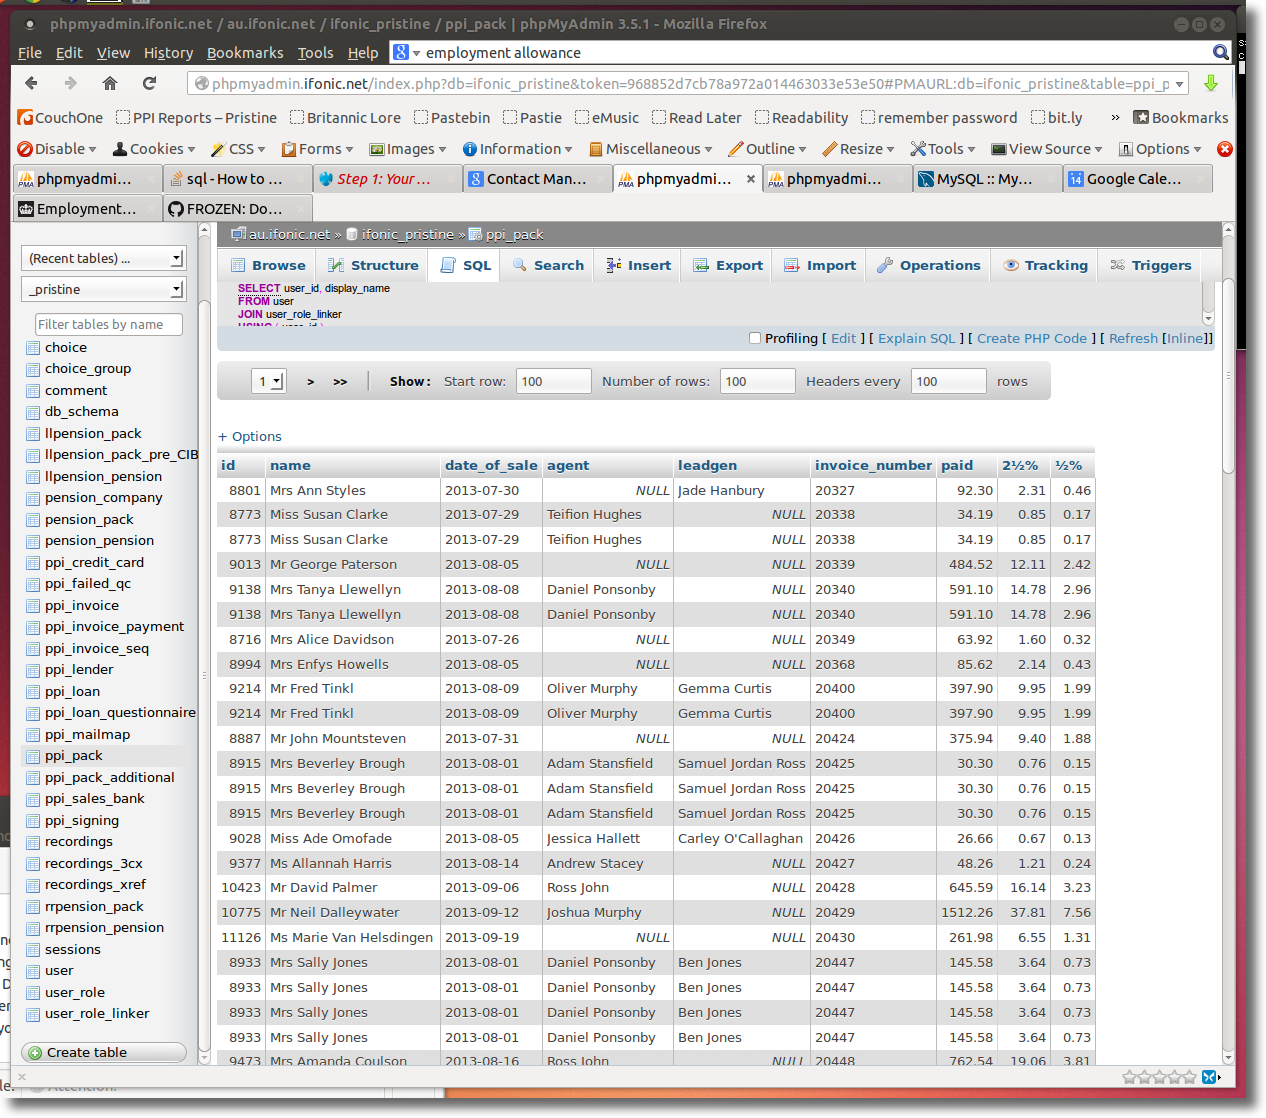 phpmyadmin.ifonic.net / au.ifonic.net / ifonic_pristine / ppi_pack | phpMyAdmin 3.5.1 - Mozilla Firefox
File Edit View History Bookmarks Tools Help employment allowance
phpmyadmin.ifonic.net/index.php?db=ifonic_pristine&token=968852d7cb78a972a014463033e53e50#PMAURL:db=ifonic_pristine&table=ppi_p
CouchOne PPI Reports – Pristine Britannic Lore Pastebin Pastie eMusic Read Later Readability remember password bit.ly » Bookmarks
Disable Cookies CSS Forms Images Information Miscellaneous Outline Resize Tools View Source Options
phpmyadmi... sql - How to ... Step 1: Your ... Contact Man... phpmyadmi... phpmyadmi... MySQL :: My... Google Cale...
Employment... FROZEN: Do...
(Recent tables) ...
_pristine
Filter tables by name
choice
choice_group
comment
db_schema
llpension_pack
llpension_pack_pre_CIB
llpension_pension
pension_company
pension_pack
pension_pension
ppi_credit_card
ppi_failed_qc
ppi_invoice
ppi_invoice_payment
ppi_invoice_seq
ppi_lender
ppi_loan
ppi_loan_questionnaire
ppi_mailmap
ppi_pack
ppi_pack_additional
ppi_sales_bank
ppi_signing
recordings
recordings_3cx
recordings_xref
rrpension_pack
rrpension_pension
sessions
user
user_role
user_role_linker
Create table
au.ifonic.net » ifonic_pristine » ppi_pack
Browse Structure SQL Search Insert Export Import Operations Tracking Triggers
SELECT user_id, display_name
FROM user
JOIN user_role_linker
USING ( user_id )
Profiling [ Edit ] [ Explain SQL ] [ Create PHP Code ] [ Refresh [Inline]]
1 > >> Show: Start row: 100 Number of rows: 100 Headers every 100 rows
+ Options
id name date_of_sale agent leadgen invoice_number paid 2½% ½%
8801 Mrs Ann Styles 2013-07-30 NULL Jade Hanbury 20327 92.30 2.31 0.46
8773 Miss Susan Clarke 2013-07-29 Teifion Hughes NULL 20338 34.19 0.85 0.17
8773 Miss Susan Clarke 2013-07-29 Teifion Hughes NULL 20338 34.19 0.85 0.17
9013 Mr George Paterson 2013-08-05 NULL NULL 20339 484.52 12.11 2.42
9138 Mrs Tanya Llewellyn 2013-08-08 Daniel Ponsonby NULL 20340 591.10 14.78 2.96
9138 Mrs Tanya Llewellyn 2013-08-08 Daniel Ponsonby NULL 20340 591.10 14.78 2.96
8716 Mrs Alice Davidson 2013-07-26 NULL NULL 20349 63.92 1.60 0.32
8994 Mrs Enfys Howells 2013-08-05 NULL NULL 20368 85.62 2.14 0.43
9214 Mr Fred Tinkl 2013-08-09 Oliver Murphy Gemma Curtis 20400 397.90 9.95 1.99
9214 Mr Fred Tinkl 2013-08-09 Oliver Murphy Gemma Curtis 20400 397.90 9.95 1.99
8887 Mr John Mountsteven 2013-07-31 NULL NULL 20424 375.94 9.40 1.88
8915 Mrs Beverley Brough 2013-08-01 Adam Stansfield Samuel Jordan Ross 20425 30.30 0.76 0.15
8915 Mrs Beverley Brough 2013-08-01 Adam Stansfield Samuel Jordan Ross 20425 30.30 0.76 0.15
8915 Mrs Beverley Brough 2013-08-01 Adam Stansfield Samuel Jordan Ross 20425 30.30 0.76 0.15
9028 Miss Ade Omofade 2013-08-05 Jessica Hallett Carley O'Callaghan 20426 26.66 0.67 0.13
9377 Ms Allannah Harris 2013-08-14 Andrew Stacey NULL 20427 48.26 1.21 0.24
10423 Mr David Palmer 2013-09-06 Ross John NULL 20428 645.59 16.14 3.23
10775 Mr Neil Dalleywater 2013-09-12 Joshua Murphy NULL 20429 1512.26 37.81 7.56
11126 Ms Marie Van Helsdingen 2013-09-19 NULL NULL 20430 261.98 6.55 1.31
8933 Mrs Sally Jones 2013-08-01 Daniel Ponsonby Ben Jones 20447 145.58 3.64 0.73
8933 Mrs Sally Jones 2013-08-01 Daniel Ponsonby Ben Jones 20447 145.58 3.64 0.73
8933 Mrs Sally Jones 2013-08-01 Daniel Ponsonby Ben Jones 20447 145.58 3.64 0.73
8933 Mrs Sally Jones 2013-08-01 Daniel Ponsonby Ben Jones 20447 145.58 3.64 0.73
9473 Mrs Amanda Coulson 2013-08-16 Ross John NULL 20448 762.54 19.06 3.81